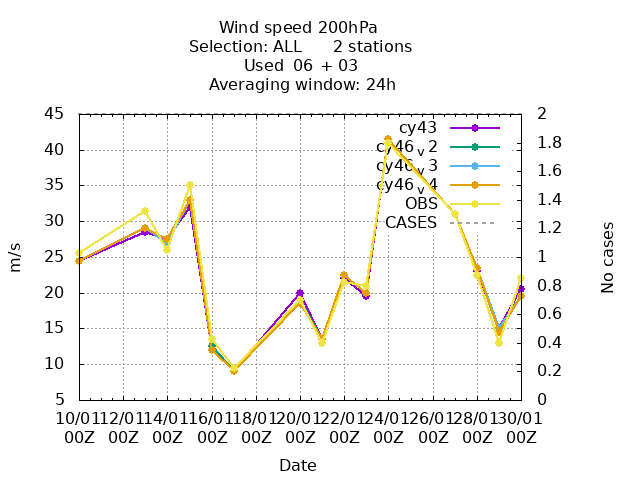 Wind speed 200hPa
Selection: ALL 2 stations
Used 06 + 03
Averaging window: 24h
45 2
40 1.8
35 1.6
30 1.4
25 1.2
20 1
15 0.8
10 0.6
5 0.4
0.2
0
cy43
cy46_v2
cy46_v3
cy46_v4
OBS
CASES
m/s
No cases
10/01 12/01 14/01 16/01 18/01 20/01 22/01 24/01 26/01 28/01 30/01
00Z 00Z 00Z 00Z 00Z 00Z 00Z 00Z 00Z 00Z 00Z
Date